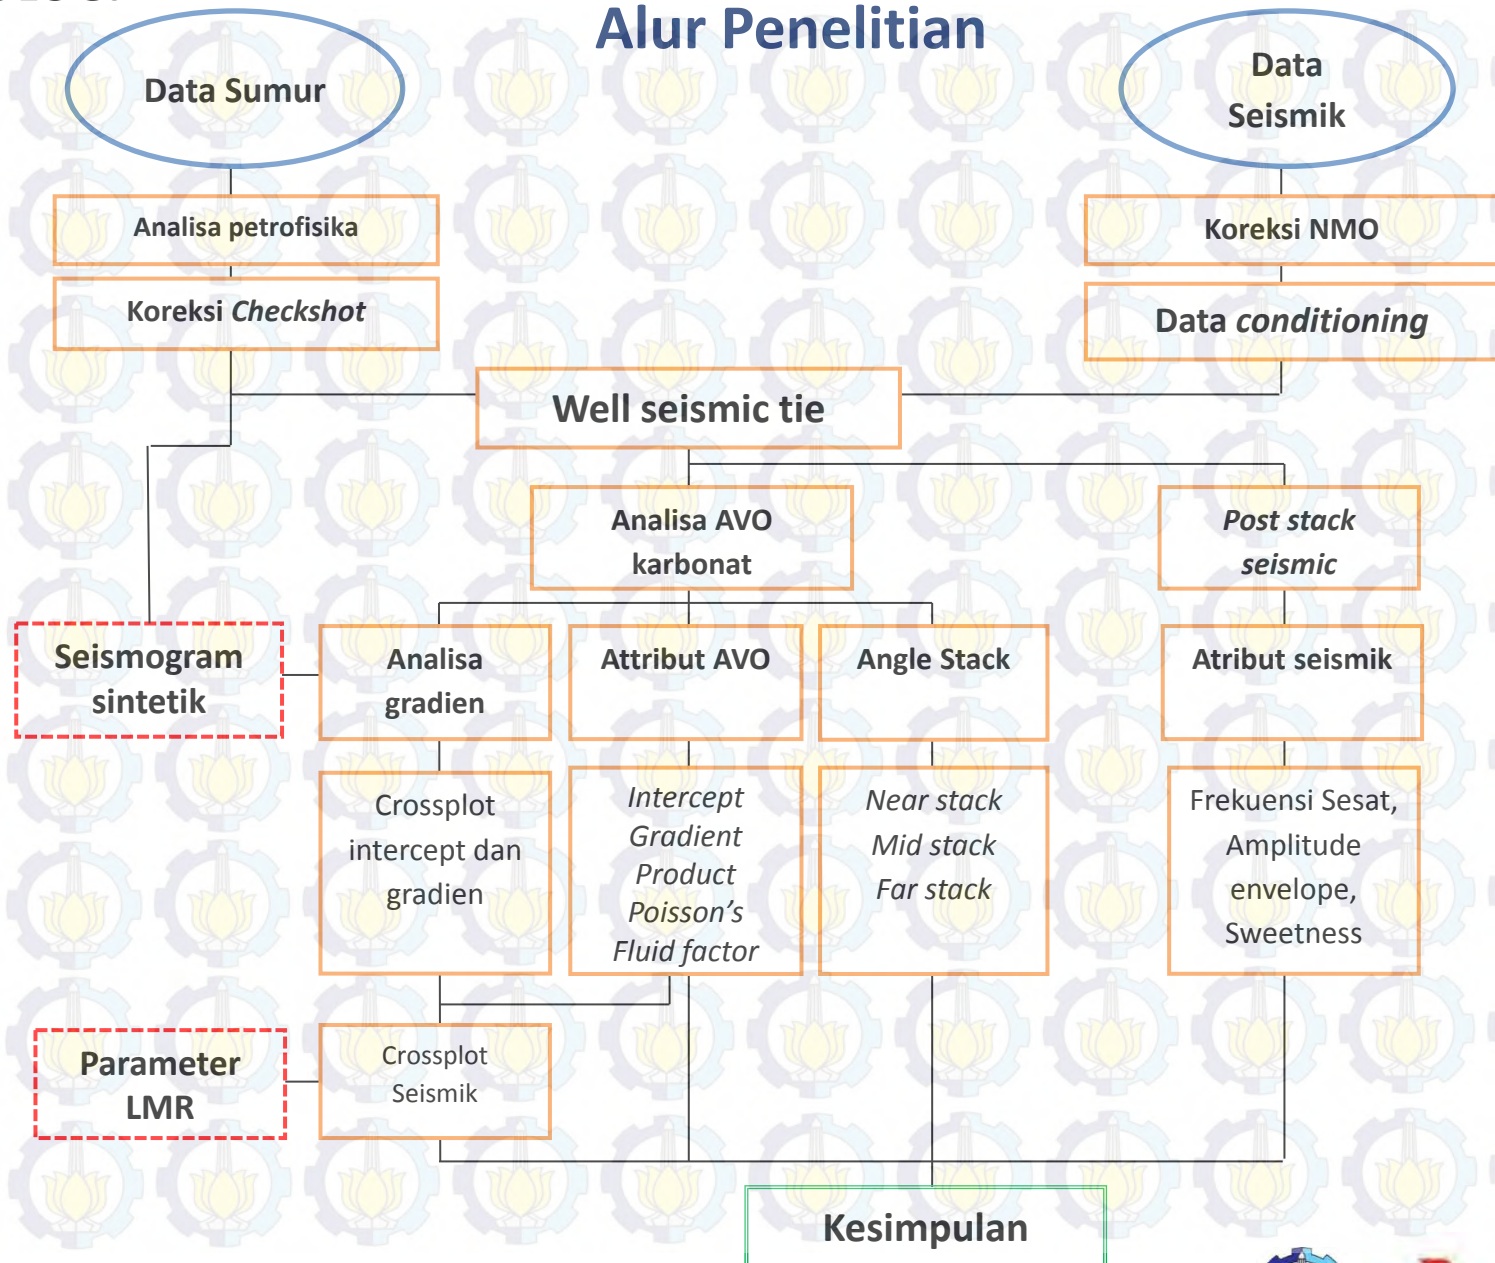 Alur Penelitian
Data Sumur
Data
Seismik
Analisa petrofisika
Koreksi NMO
Koreksi Checkshot
Data conditioning
Well seismic tie
Analisa AVO
karbonat
Post stack
seismic
Seismogram
sintetik
Analisa
gradien
Attribut AVO
Angle Stack
Atribut seismik
Crossplot
intercept dan
gradien
Intercept
Gradient
Product
Poisson's
Fluid factor
Near stack
Mid stack
Far stack
Frekuensi Sesat,
Amplitude
envelope,
Sweetness
Parameter
LMR
Crossplot
Seismik
Kesimpulan